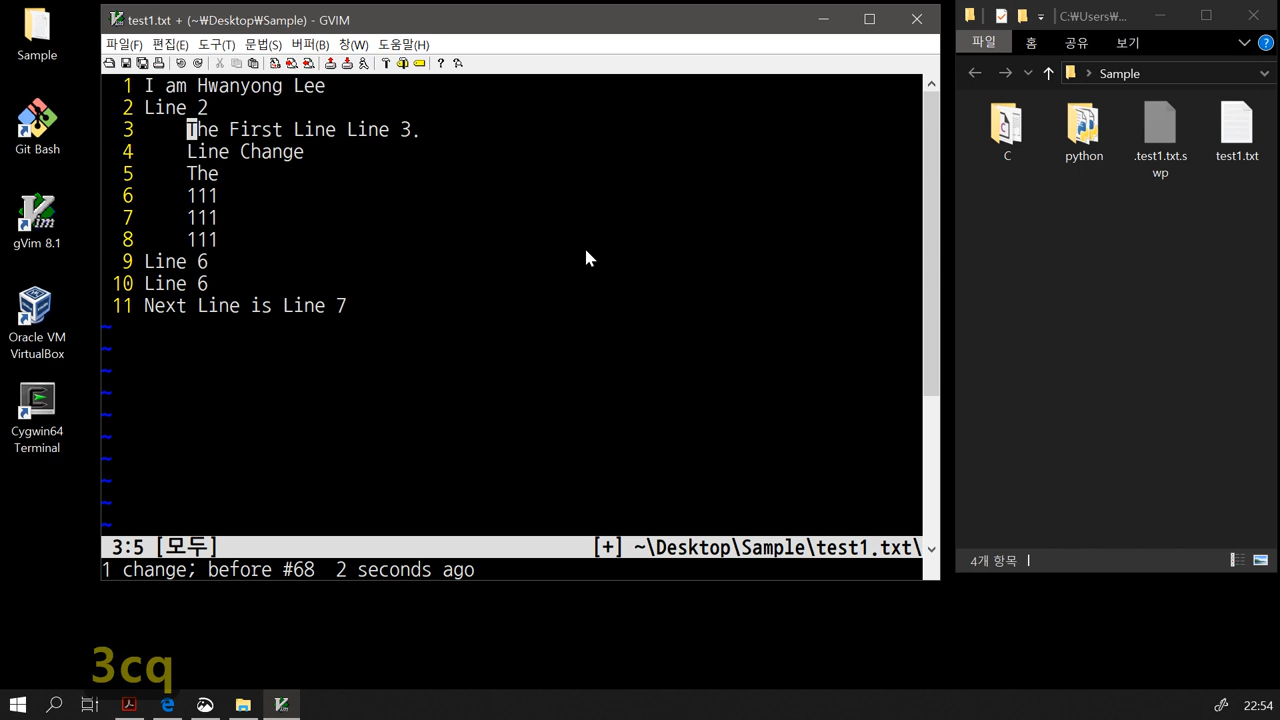 Sample
Git Bash
gVim 8.1
Oracle VM
VirtualBox
Cygwin64
Terminal
test1.txt + (~₩Desktop₩Sample) - GVIM
파일(F) 편집(E) 도구(T) 문법(S) 버퍼(B) 창(W) 도움말(H)
1 I am Hwanyong Lee
2 Line 2
3 The First Line Line 3.
4 Line Change
5 The
6 111
7 111
8 111
9 Line 6
10 Line 6
11 Next Line is Line 7
~
~
~
~
~
~
~
~
~
~
3:5 [모두] [+] ~\Desktop\Sample\test1.txt\
1 change; before #68 2 seconds ago
C:₩Users₩...
파일 홈 공유 보기
Sample
C
python
.test1.txt.s
wp
test1.txt
4개 항목
3cq
22:54